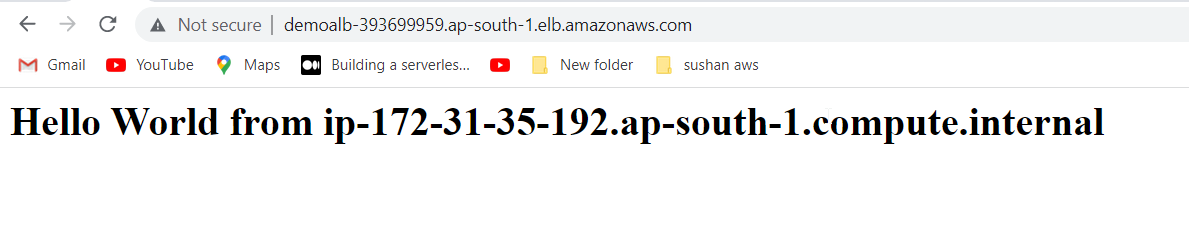 Not secure | demoalb-393699959.ap-south-1.elb.amazonaws.com
Gmail YouTube Maps Building a serverles... New folder sushan aws
Hello World from ip-172-31-35-192.ap-south-1.compute.internal